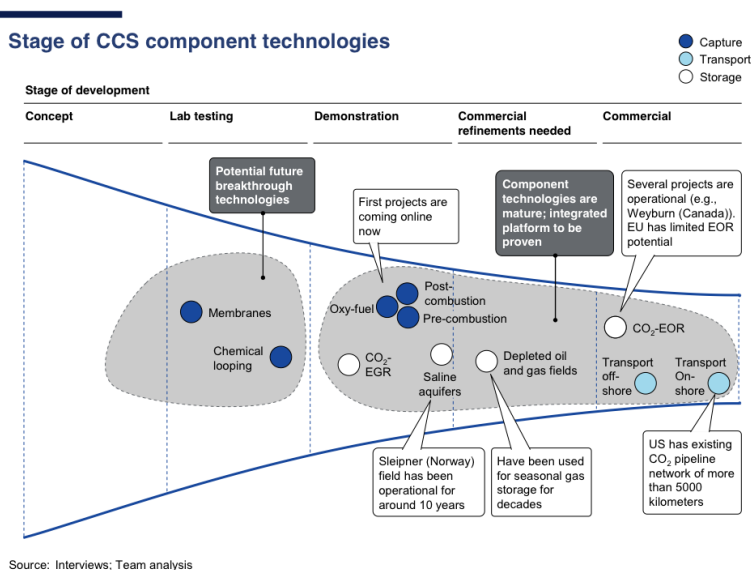 Stage of CCS component technologies
Capture
Transport
Storage
Stage of development
Concept
Lab testing
Demonstration
Commercial
refinements needed
Commercial
Potential future
breakthrough
technologies
First projects are
coming online
now
Component
technologies are
mature; integrated
platform to be
proven
Several projects are
operational (e.g.,
Weyburn (Canada)).
EU has limited EOR
potential
Membranes
Chemical
looping
Oxy-fuel
Post-
combustion
Pre-combustion
CO₂-
EGR
Saline
aquifers
Depleted oil
and gas fields
CO₂-EOR
Transport
off-
shore
Transport
On-
shore
Sleipner (Norway)
field has been
operational for
around 10 years
Have been used
for seasonal gas
storage for
decades
US has existing
CO₂ pipeline
network of more
than 5000
kilometers
Source: Interviews; Team analysis